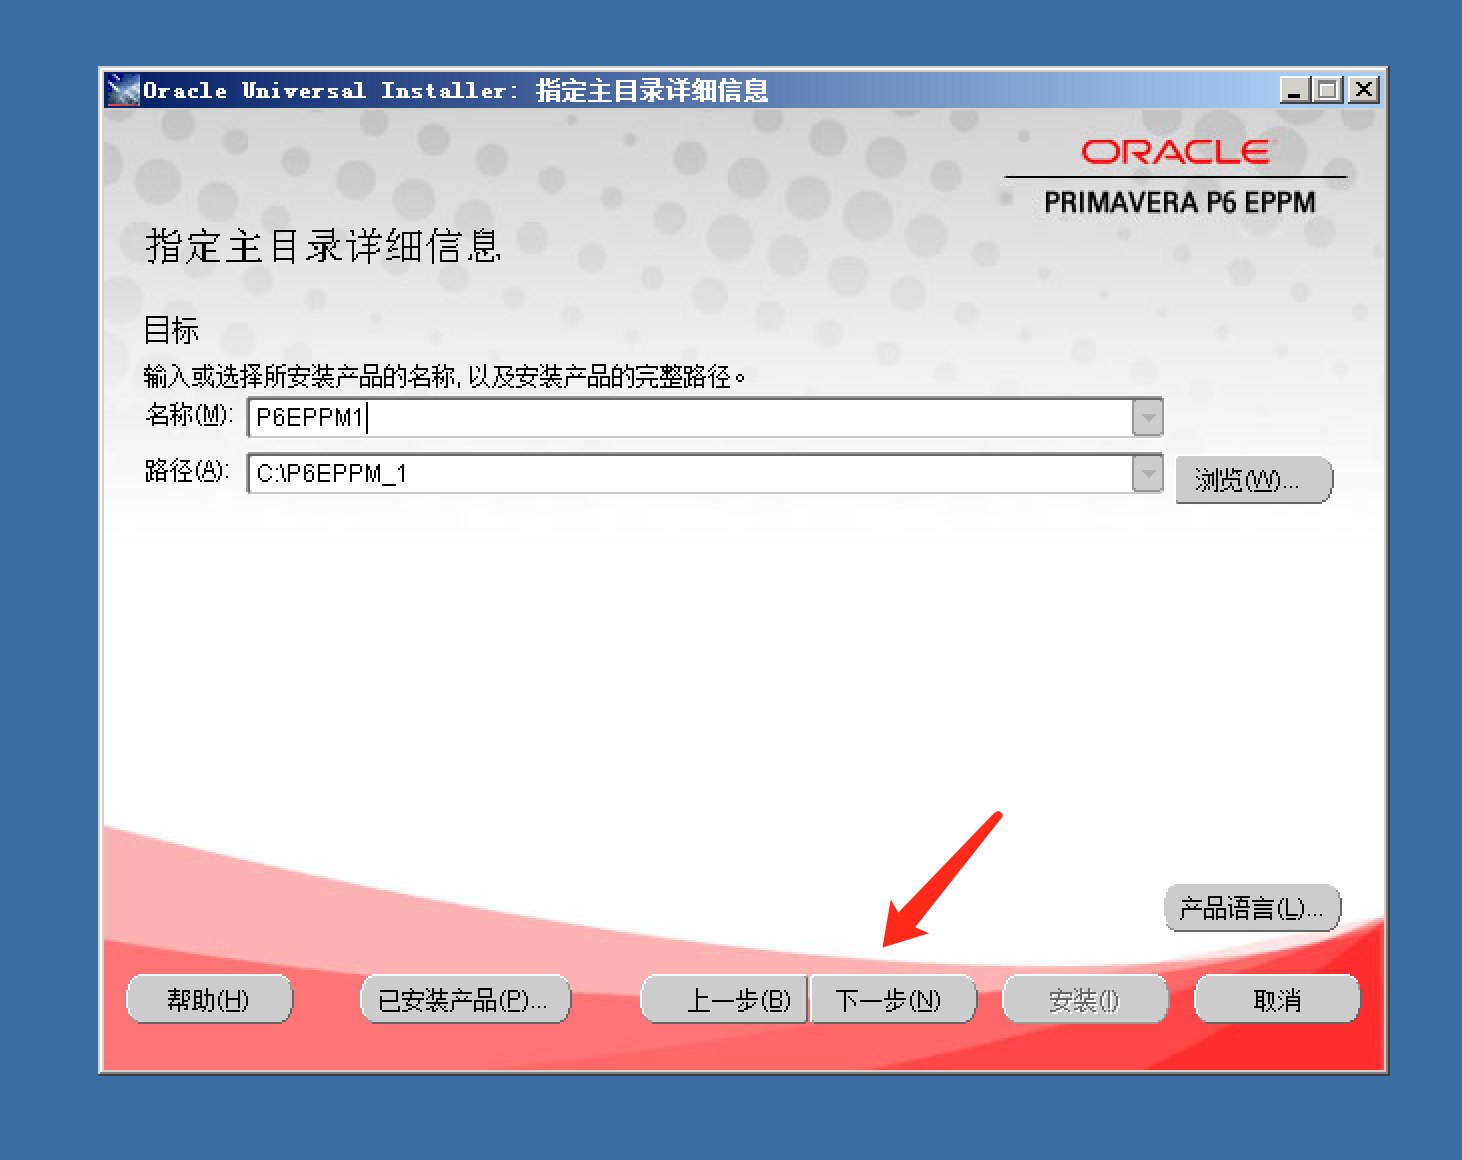 Oracle Universal Installer: 指定主目录详细信息
ORACLE
PRIMAVERA P6 EPPM
指定主目录详细信息
目标
输入或选择所安装产品的名称, 以及安装产品的完整路径。
名称(M): P6EPPM1
路径(A): C:\P6EPPM_1 浏览(W)...
产品语言(L)...
帮助(H) 已安装产品(P)... 上一步(B) 下一步(N) 安装(I) 取消